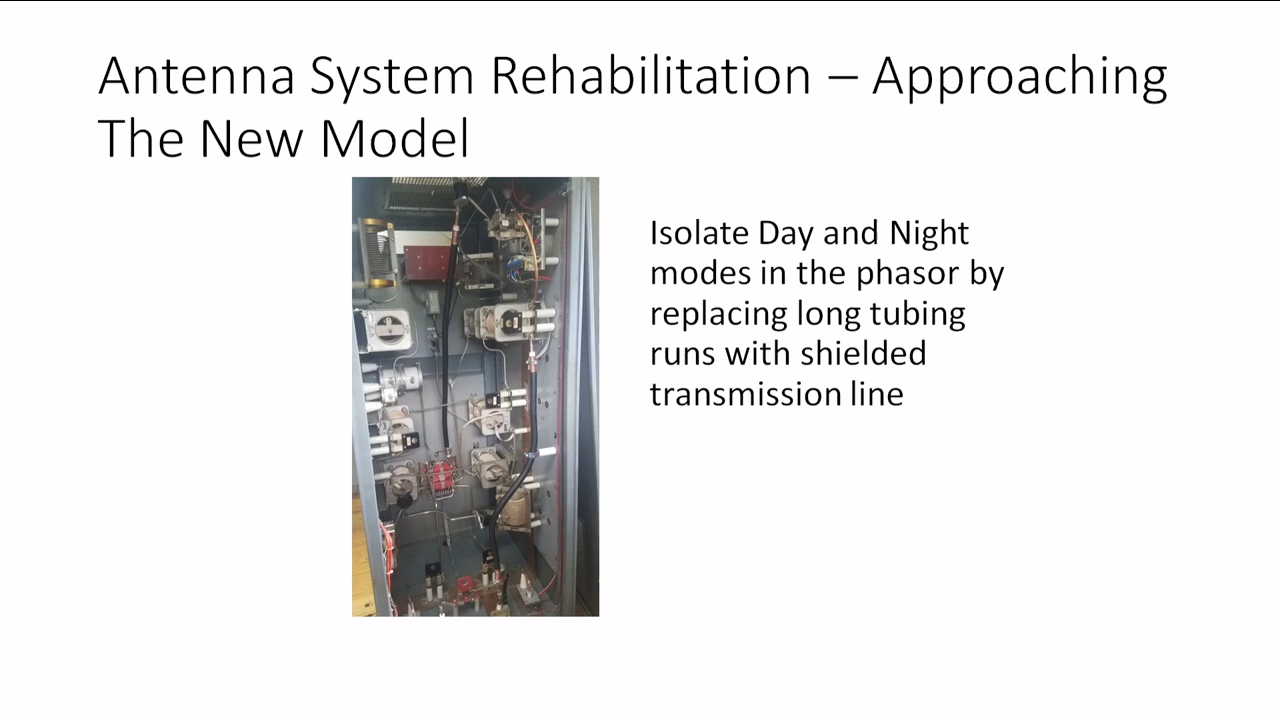 Antenna System Rehabilitation – Approaching
The New Model
Isolate Day and Night
modes in the phasor by
replacing long tubing
runs with shielded
transmission line